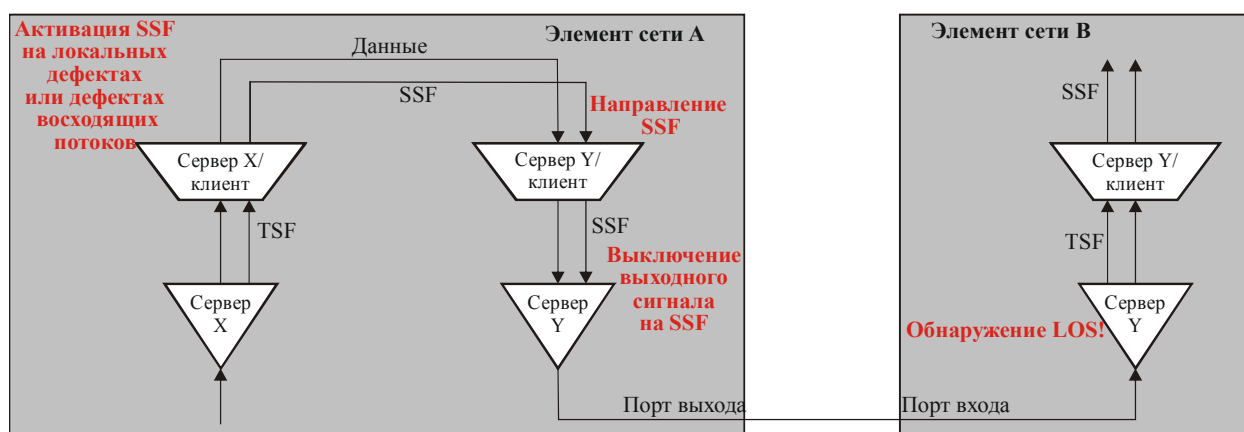 Активация SSF
на локальных
дефектах
или дефектах
восходящих
потоков
Данные
SSF
Элемент сети A
Направление
SSF
Сервер X/
клиент
Сервер Y/
клиент
TSF
SSF
Выключение
выходного
сигнала
на SSF
Сервер
X
Сервер
Y
Порт выхода
Элемент сети B
SSF
Сервер Y/
клиент
TSF
Обнаружение LOS!
Сервер
Y
Порт входа